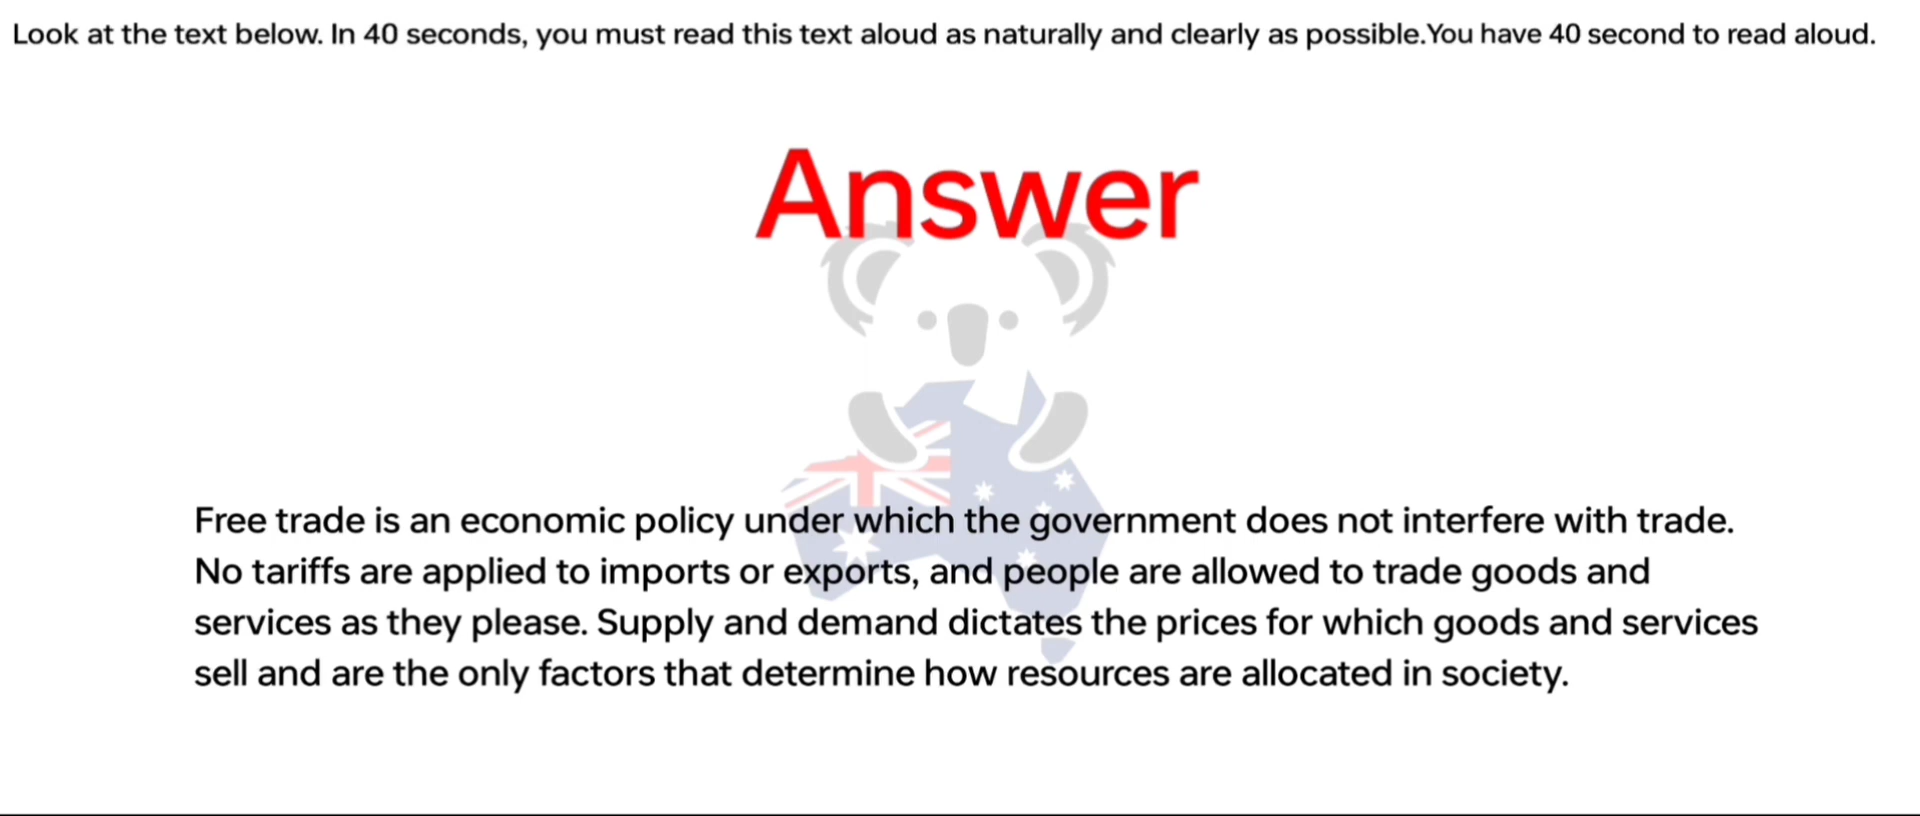 Look at the text below. In 40 seconds, you must read this text aloud as naturally and clearly as possible.You have 40 second to read aloud.
Answer
Free trade is an economic policy under which the government does not interfere with trade.
No tariffs are applied to imports or exports, and people are allowed to trade goods and
services as they please. Supply and demand dictates the prices for which goods and services
sell and are the only factors that determine how resources are allocated in society.